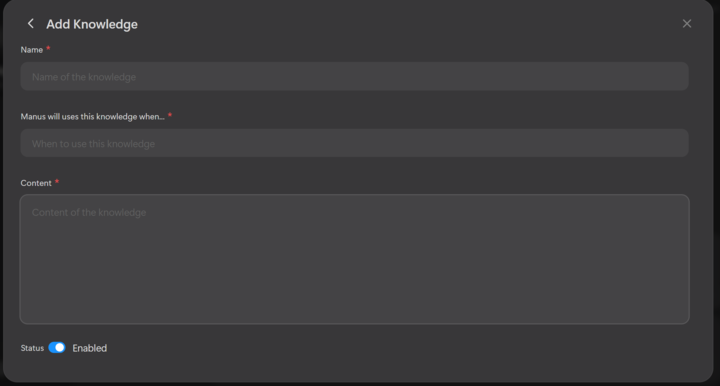 Add Knowledge
Name *
Name of the knowledge
Manus will uses this knowledge when... *
When to use this knowledge
Content *
Content of the knowledge
Status Enabled